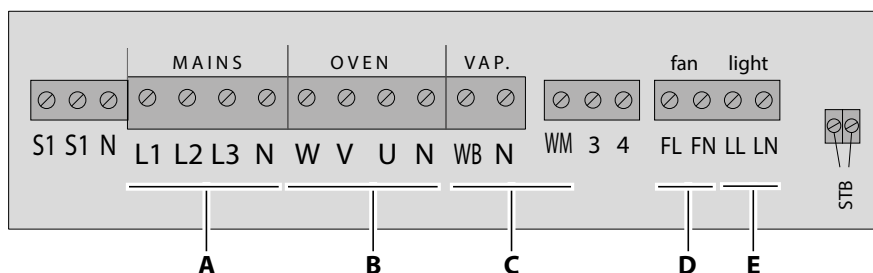 MAINS OVEN VAP. fan light
S1 S1 N L1 L2 L3 N W V U N WB N WM 3 4 FL FN LL LN
STB
A B C D E